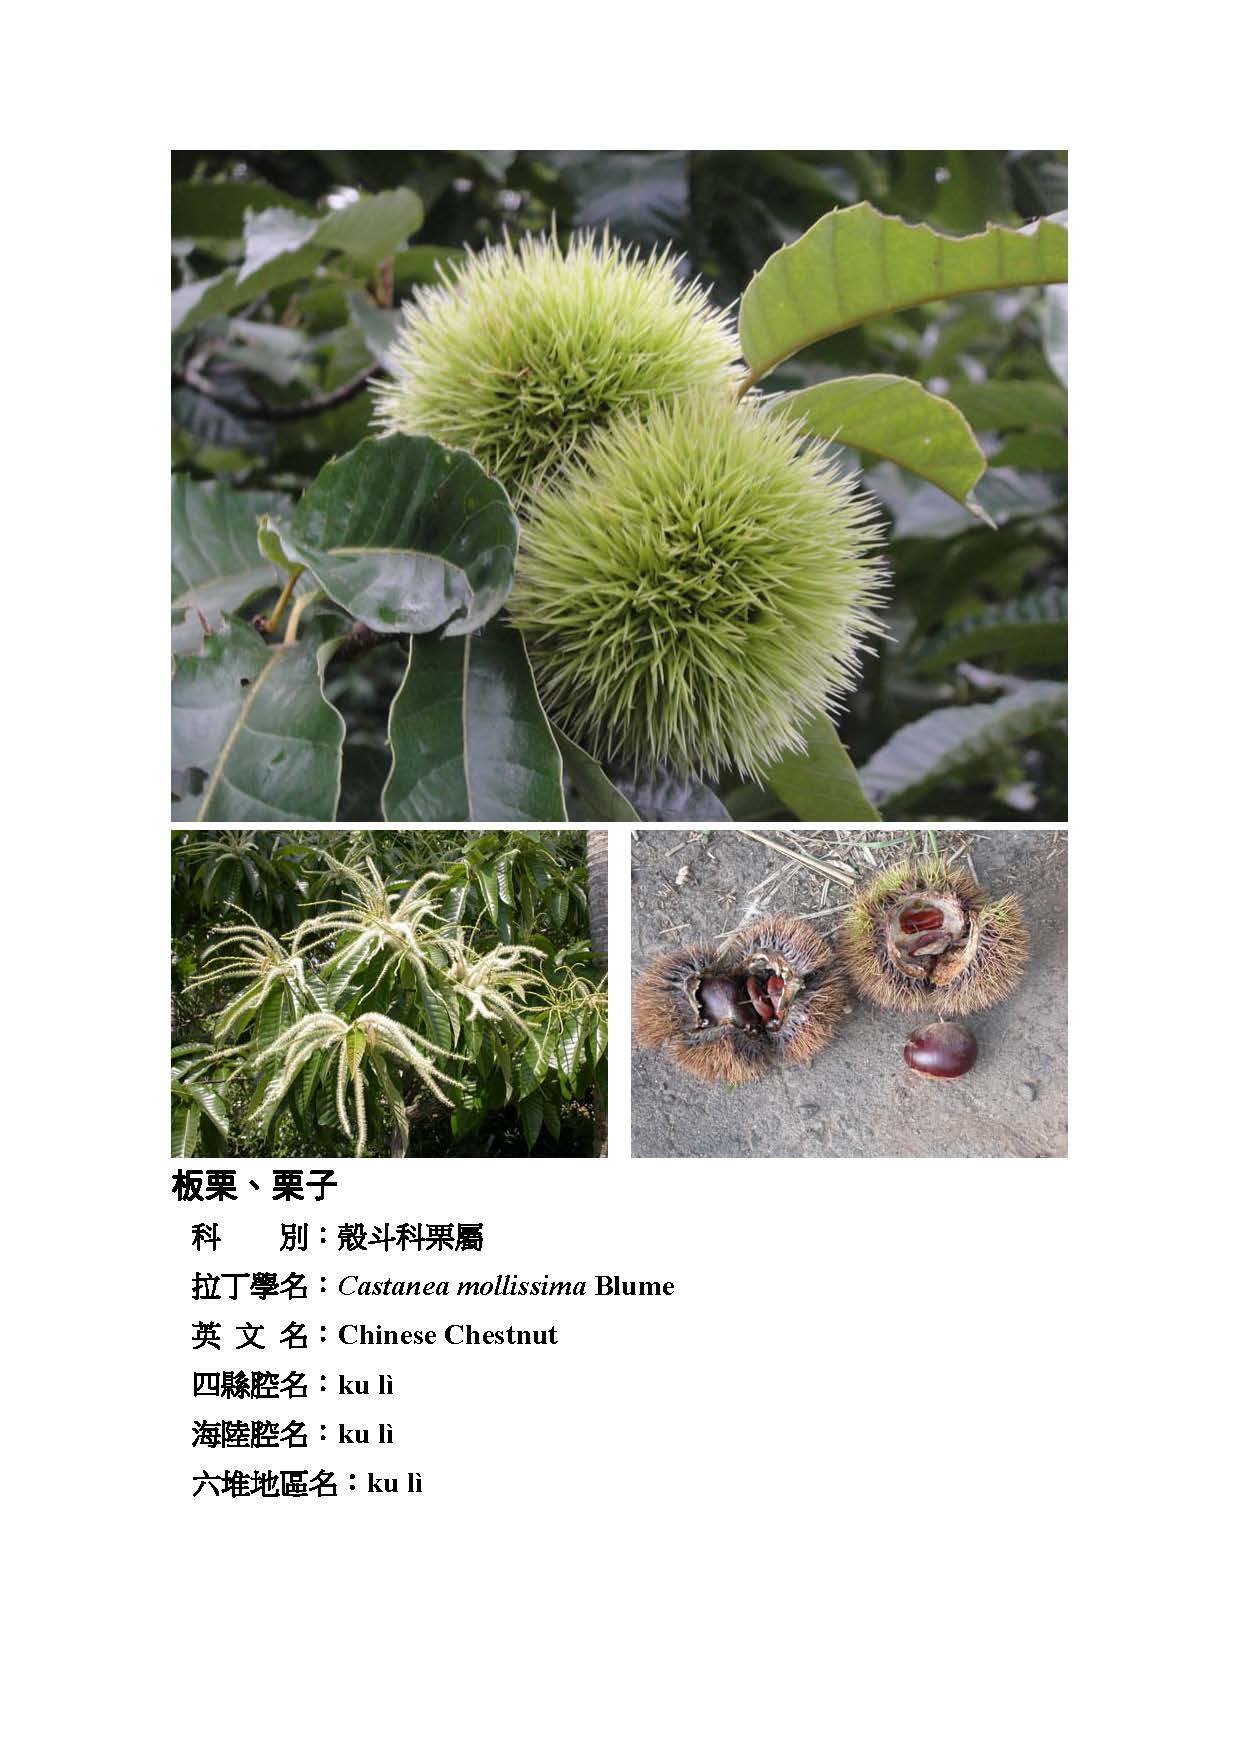 板栗、栗子
科　　別：殼斗科栗屬
拉丁學名：Castanea mollissima Blume
英 文 名：Chinese Chestnut
四縣腔名：ku lì
海陸腔名：ku lì
六堆地區名：ku lì